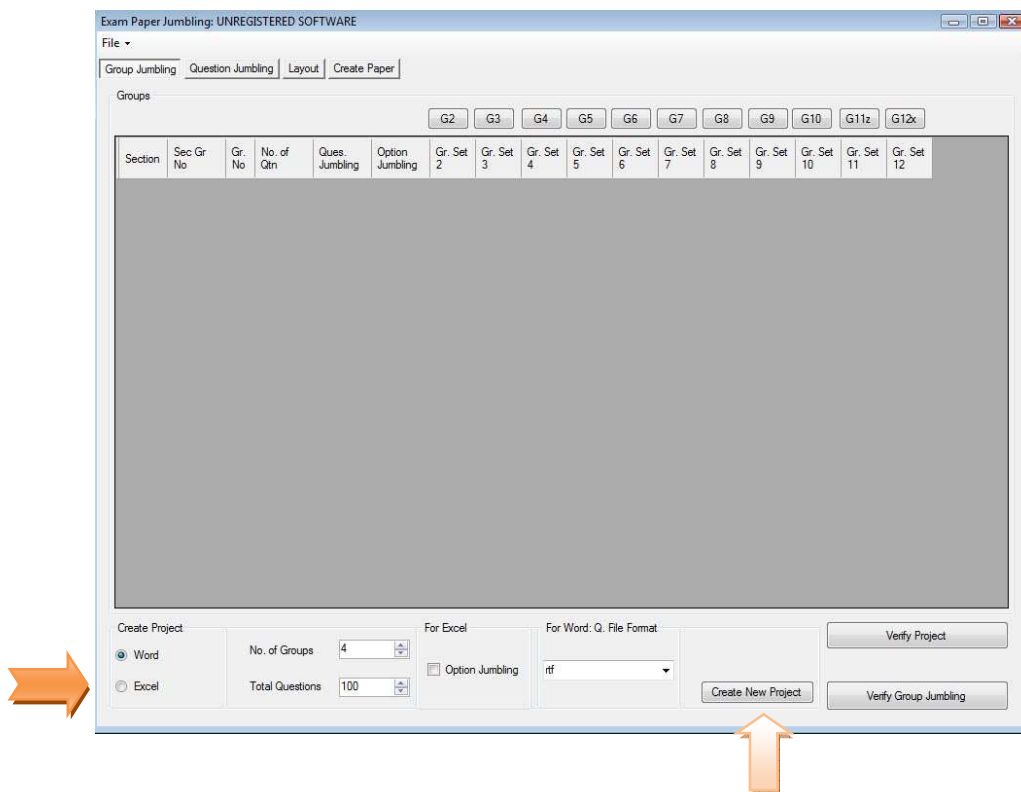 Exam Paper Jumbling: UNREGISTERED SOFTWARE
File
Group Jumbling Question Jumbling Layout Create Paper
Groups
G2 G3 G4 G5 G6 G7 G8 G9 G10 G11z G12x
Section Sec Gr No Gr. No No. of Qtn Ques. Jumbling Option Jumbling Gr. Set 2 Gr. Set 3 Gr. Set 4 Gr. Set 5 Gr. Set 6 Gr. Set 7 Gr. Set 8 Gr. Set 9 Gr. Set 10 Gr. Set 11 Gr. Set 12
Create Project For Excel For Word: Q. File Format
Verify Project
Word No. of Groups 4
Option Jumbling rtf
Excel Total Questions 100 Create New Project Verify Group Jumbling